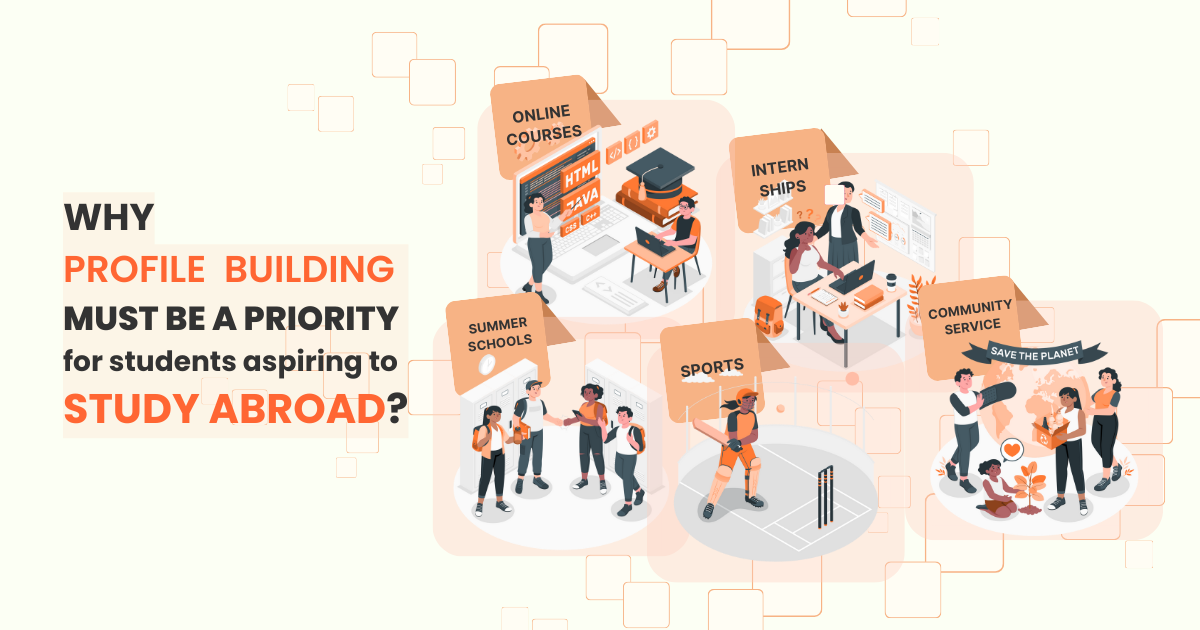 WHY
PROFILE BUILDING
MUST BE A PRIORITY
for students aspiring to
STUDY ABROAD?
ONLINE
COURSES
HTML
JAVA
CSS
C++
</>
{ }
INTERN
SHIPS
? ?
SUMMER
SCHOOLS
SPORTS
COMMUNITY
SERVICE
SAVE THE PLANET